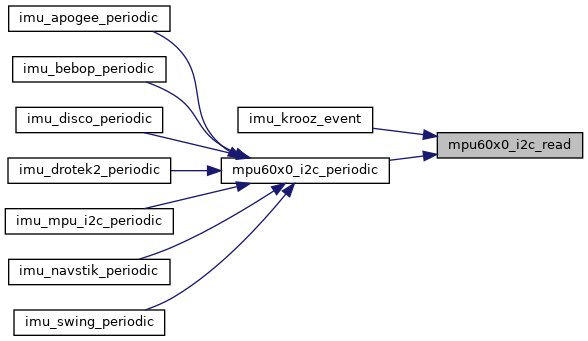 imu_apogee_periodic
imu_bebop_periodic
imu_disco_periodic
imu_krooz_event
mpu60x0_i2c_read
imu_drotek2_periodic
mpu60x0_i2c_periodic
imu_mpu_i2c_periodic
imu_navstik_periodic
imu_swing_periodic